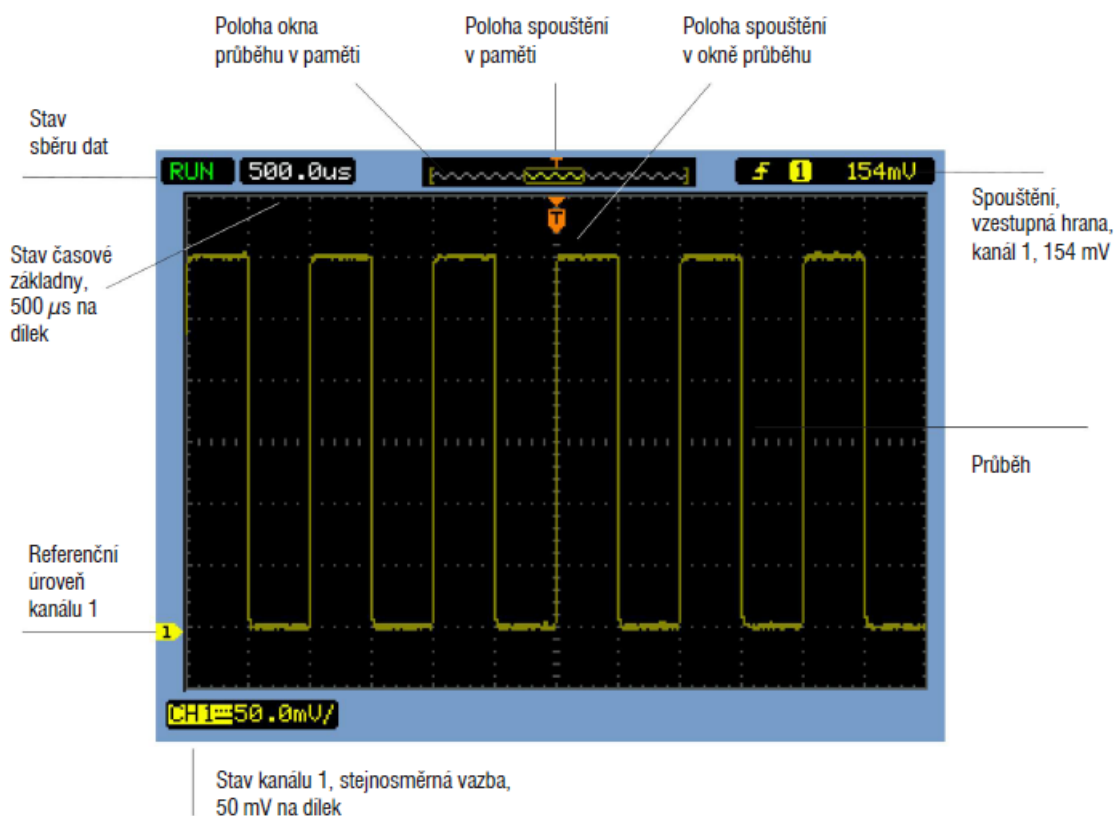 Poloha okna
průběhu v paměti
Poloha spouštění
v paměti
Poloha spouštění
v okně průběhu
Stav
sběru dat
RUN
500.0us
T
1
154mV
T
Spouštění,
vzestupná hrana,
kanál 1, 154 mV
Stav časové
základny,
500 µs na
dílek
Průběh
Referenční
úroveň
kanálu 1
1
CH1 50.0mV/
Stav kanálu 1, stejnosměrná vazba,
50 mV na dílek